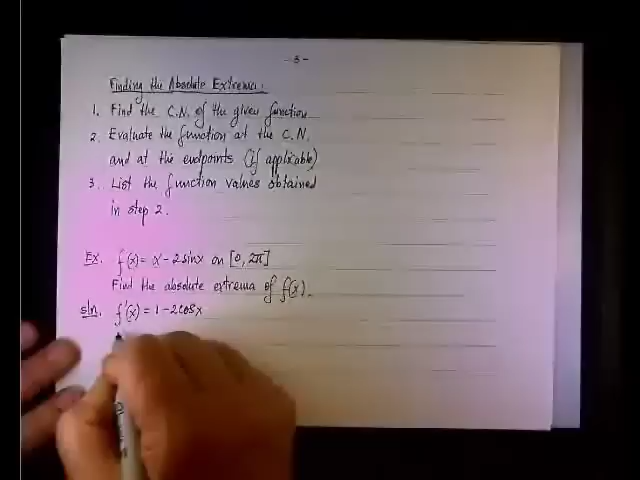 - 3 -
Finding the Absolute Extrema:
1. Find the C.N. of the given function.
2. Evaluate the function at the C.N.
and at the endpoints (if applicable)
3. List the function values obtained
in step 2.
Ex. f(x) = x - 2sinx on [0, 2π]
Find the absolute extrema of f(x).
sln. f'(x) = 1 - 2cosx